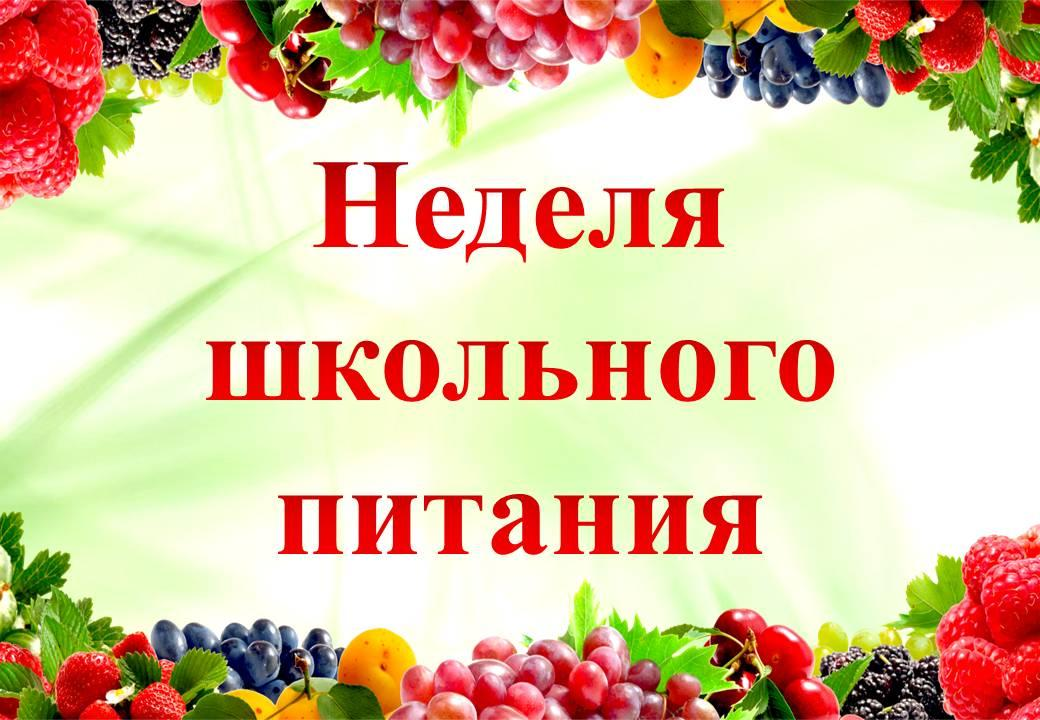 Неделя
школьного
питания